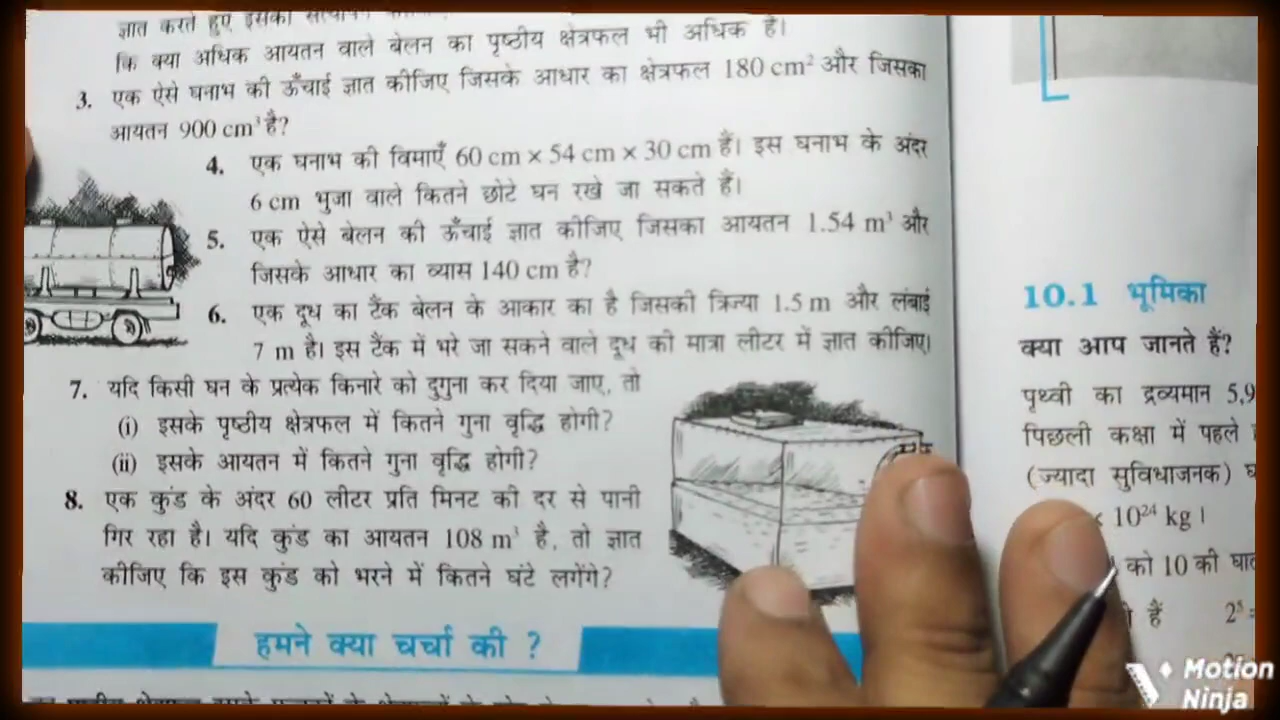 ज्ञात करते हुए इसका सत्यापन
कि क्या अधिक आयतन वाले बेलन का पृष्ठीय क्षेत्रफल भी अधिक है।
3. एक ऐसे घनाभ की ऊँचाई ज्ञात कीजिए जिसके आधार का क्षेत्रफल 180 cm² और जिसका
आयतन 900 cm³ है?
4. एक घनाभ की विमाएँ 60 cm × 54 cm × 30 cm हैं। इस घनाभ के अंदर
6 cm भुजा वाले कितने छोटे घन रखे जा सकते हैं।
5. एक ऐसे बेलन की ऊँचाई ज्ञात कीजिए जिसका आयतन 1.54 m³ और
जिसके आधार का व्यास 140 cm है?
6. एक दूध का टैंक बेलन के आकार का है जिसकी त्रिज्या 1.5 m और लंबाई
7 m है। इस टैंक में भरे जा सकने वाले दूध की मात्रा लीटर में ज्ञात कीजिए।
7. यदि किसी घन के प्रत्येक किनारे को दुगुना कर दिया जाए, तो
(i) इसके पृष्ठीय क्षेत्रफल में कितने गुना वृद्धि होगी?
(ii) इसके आयतन में कितने गुना वृद्धि होगी?
8. एक कुंड के अंदर 60 लीटर प्रति मिनट की दर से पानी
गिर रहा है। यदि कुंड का आयतन 108 m³ है, तो ज्ञात
कीजिए कि इस कुंड को भरने में कितने घंटे लगेंगे?
हमने क्या चर्चा की ?
10.1 भूमिका
क्या आप जानते हैं?
पृथ्वी का द्रव्यमान 5,9
पिछली कक्षा में पहले
(ज्यादा सुविधाजनक)
10²⁴ kg।
को 10 की
हैं 2⁵ =
Motion
Ninja